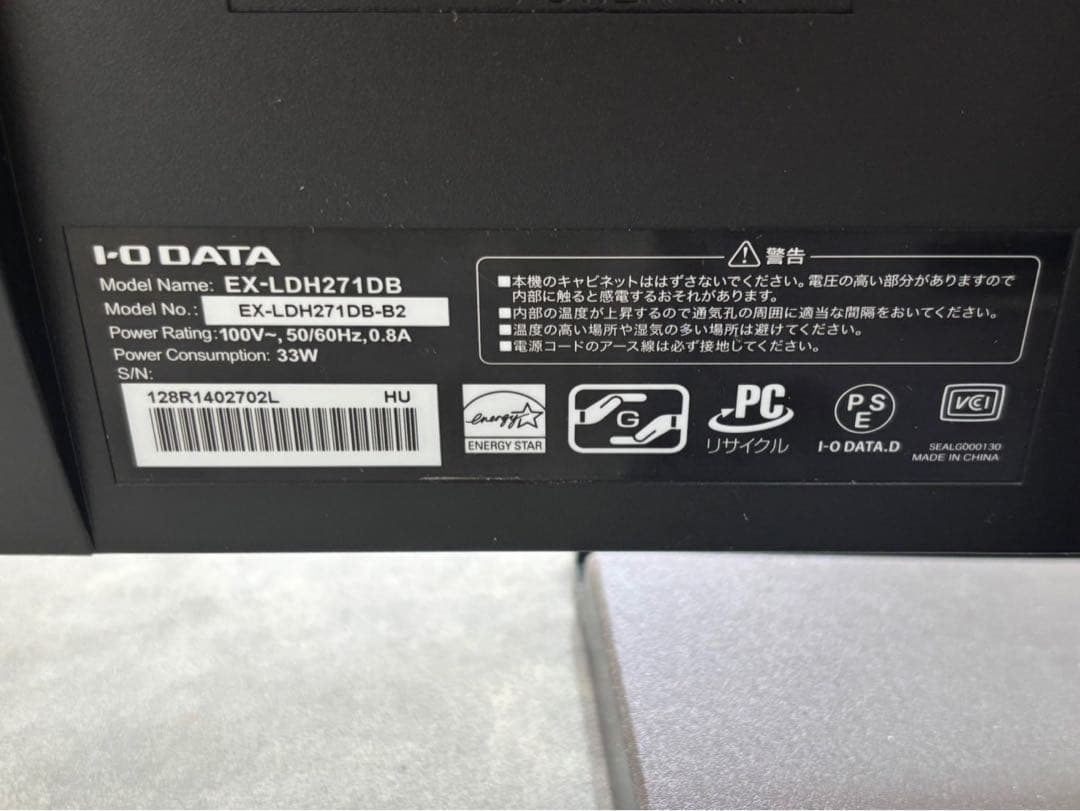 I-O DATA
Model Name: EX-LDH271DB
Model No.: EX-LDH271DB-B2
Power Rating: 100V~, 50/60Hz, 0.8A
Power Consumption: 33W
S/N:
128R1402702L HU
警告
■本機のキャビネットははずさないでください。電圧の高い部分がありますので
内部に触ると感電するおそれがあります。
■内部の温度が上昇するので通気孔の周囲に適当な間隔をおいてください。
■温度の高い場所や湿気の多い場所は避けてください。
■電源コードのアース線は必ず接地してください。
energy
ENERGY STAR
G
PC
リサイクル
PSE
I-O DATA.D
VCCI
SEALG000130
MADE IN CHINA